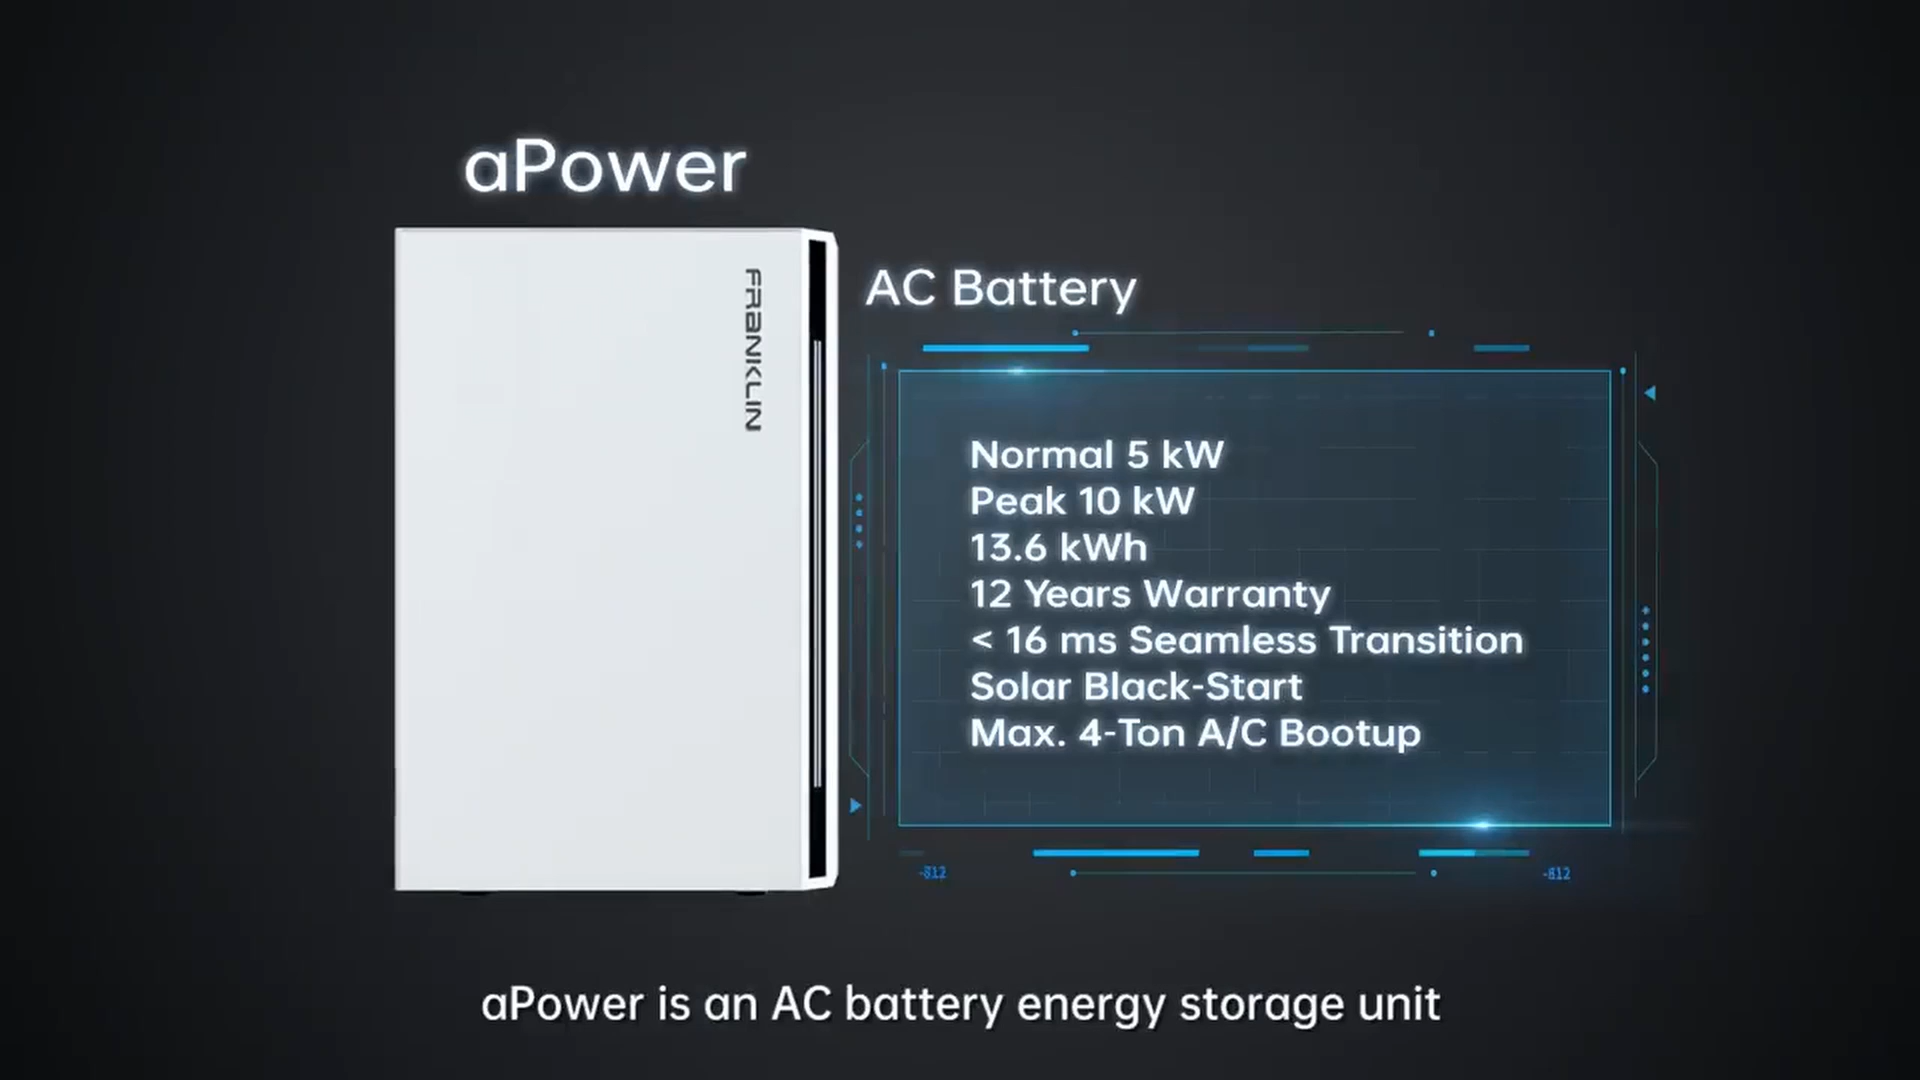 aPower
FRANKLIN
AC Battery
Normal 5 kW
Peak 10 kW
13.6 kWh
12 Years Warranty
< 16 ms Seamless Transition
Solar Black-Start
Max. 4-Ton A/C Bootup
-812
-812
aPower is an AC battery energy storage unit